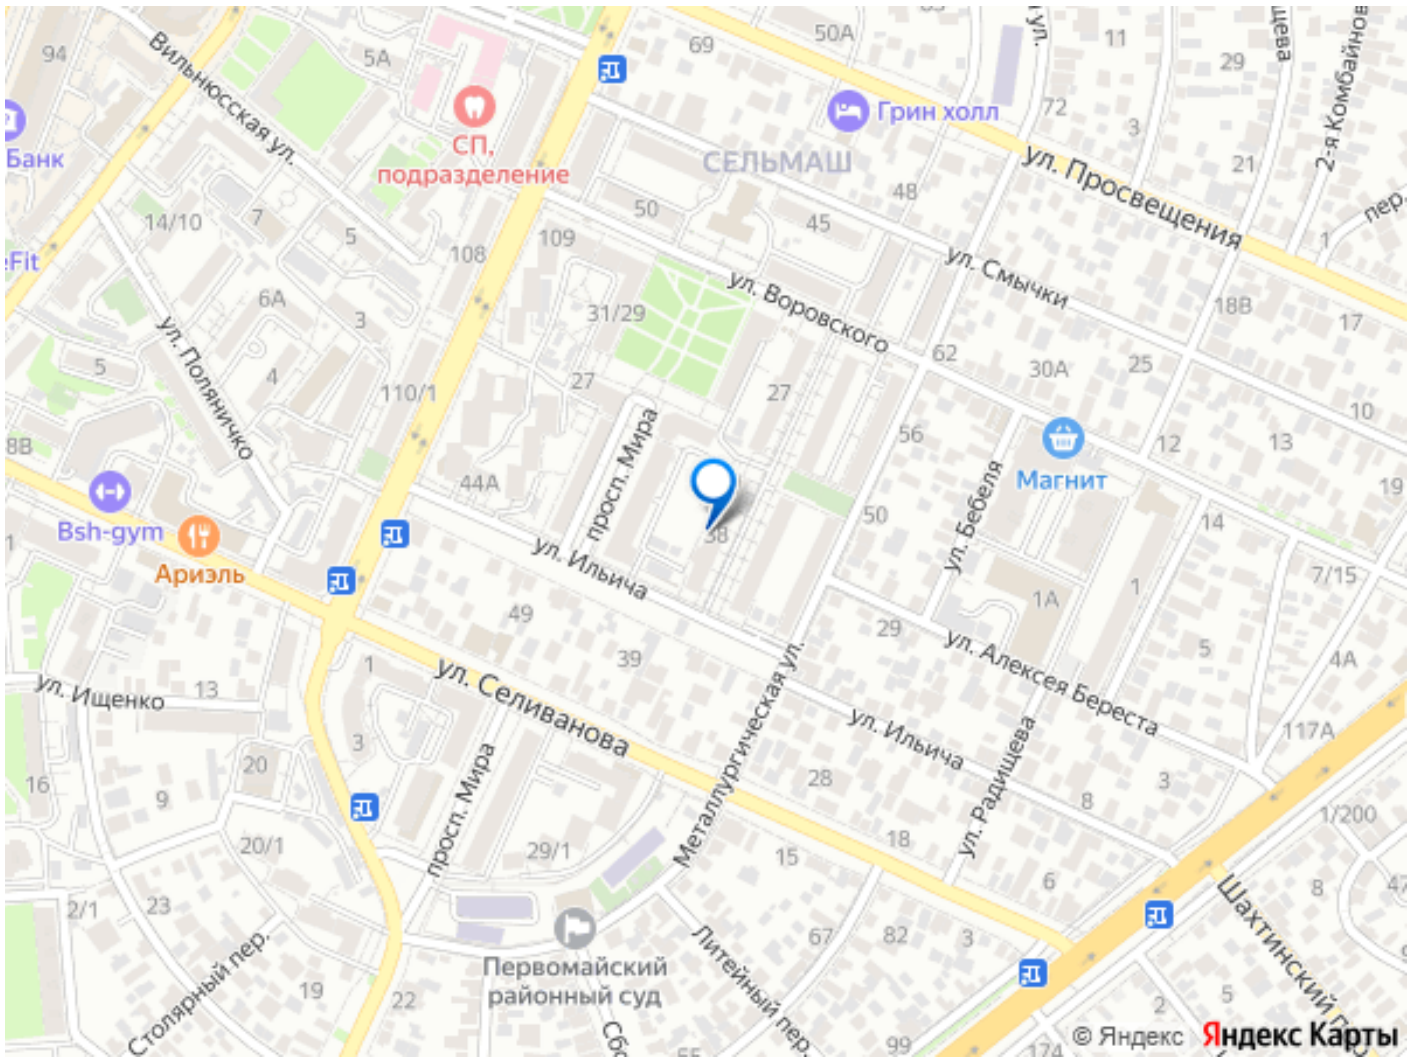 50А
11
29
94
5А
69
Вильнюсская ул.
72
3
Грин холл
2-я Комбайнов
Банк
СП,
подразделение
СЕЛЬМАШ
ул. Просвещения
21
48
пер.
14/10
7
5
50
45
1
108
109
ул. Смычки
ул. Воровского
6А
3
31/29
18В
17
ул. Поляничко
5
4
27
62
30А
25
110/1
27
просп. Мира
10
56
12
13
8В
44А
ул. Бебеля
Магнит
19
Bsh-gym
50
14
38
Ариэль
ул. Ильича
7/15
1
1А
1
49
29
5
39
ул. Алексея Береста
4А
1
ул. Селиванова
Металлургическая ул.
ул. Ищенко
13
ул. Ильича
117А
3
20
16
просп. Мира
28
ул. Радищева
3
9
8
1/200
18
20/1
29/1
15
6
8
47
Шахтинский п
2/1
23
Столярный пер.
67
82
3
Литейный пер.
Первомайский
районный суд
19
22
5
2
99
174
© Яндекс
Яндекс Карты